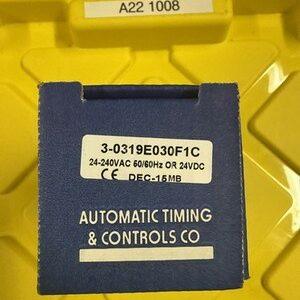 A22 1008
3-0319E030F1C
24-240VAC 50/60Hz OR 24VDC
CE DEC-15MB
AUTOMATIC TIMING
& CONTROLS CO